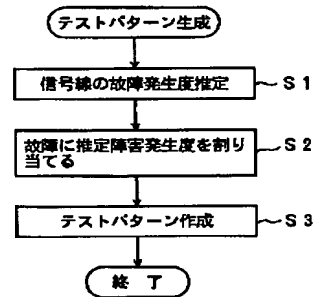 テストパターン生成
信号線の故障発生度推定
S1
故障に推定障害発生度を割り
当てる
S2
テストパターン作成
S3
終 了